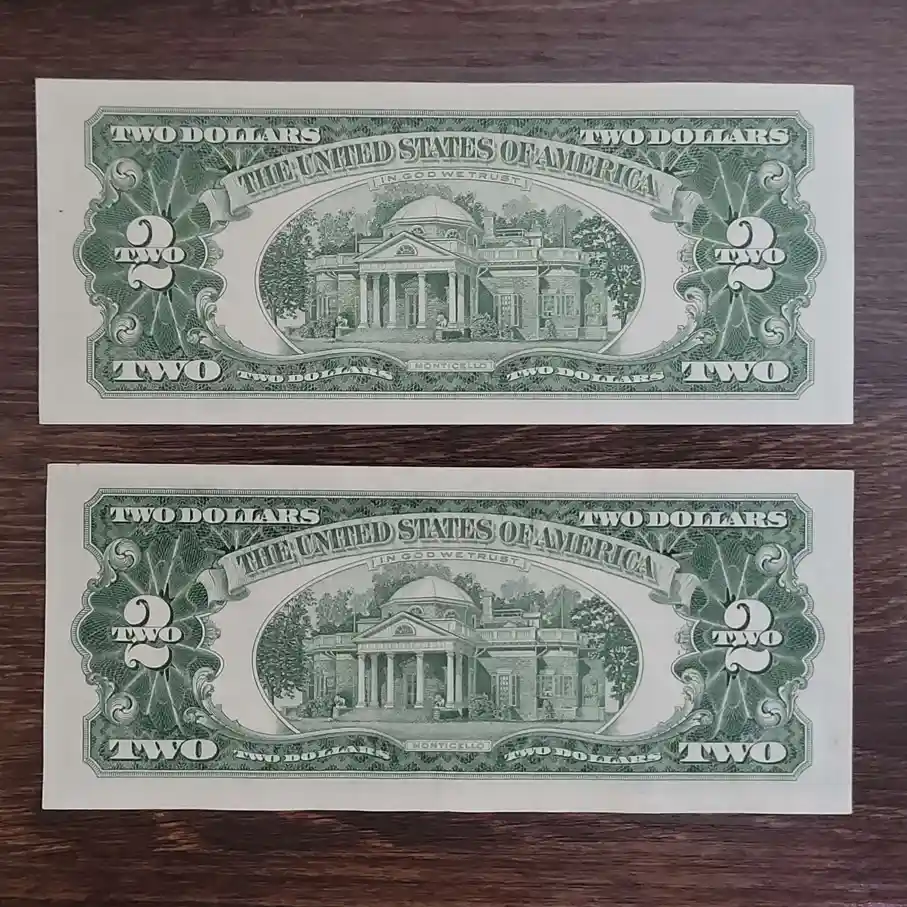 TWO DOLLARS TWO DOLLARS
THE UNITED STATES OF AMERICA
IN GOD WE TRUST
2 2
TWO TWO
MONTICELLO
TWO TWO DOLLARS TWO DOLLARS TWO
TWO DOLLARS TWO DOLLARS
THE UNITED STATES OF AMERICA
IN GOD WE TRUST
2 2
TWO TWO
MONTICELLO
TWO TWO DOLLARS TWO DOLLARS TWO